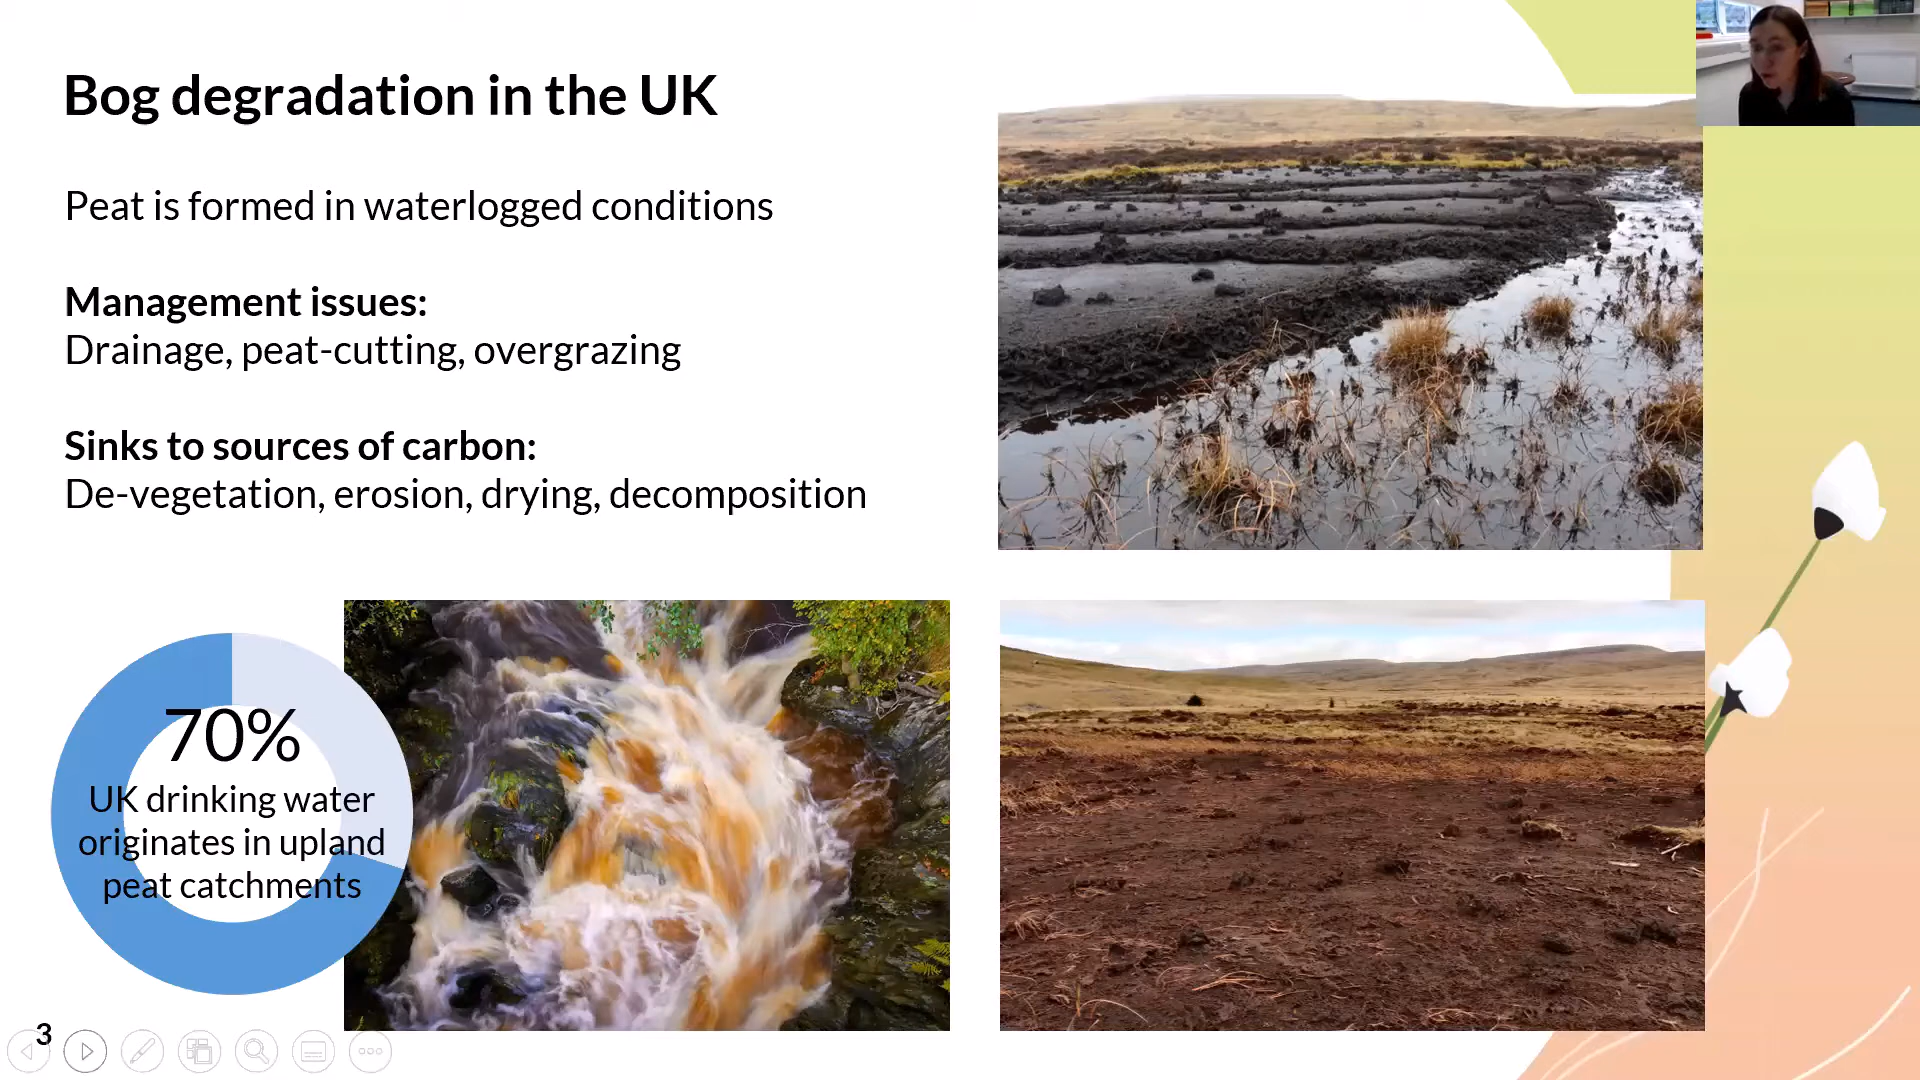 Bog degradation in the UK
Peat is formed in waterlogged conditions
Management issues:
Drainage, peat-cutting, overgrazing
Sinks to sources of carbon:
De-vegetation, erosion, drying, decomposition
70%
UK drinking water
originates in upland
peat catchments
3